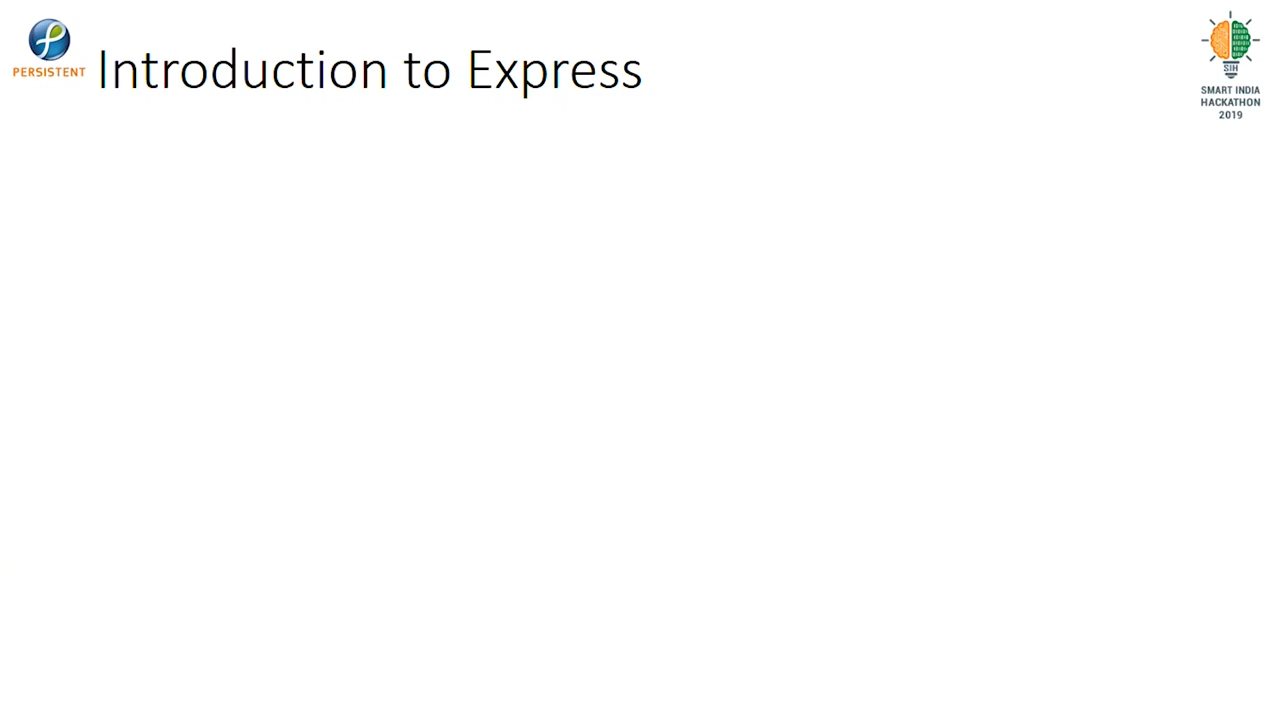 PERSISTENT
Introduction to Express
SIH
SMART INDIA
HACKATHON
2019